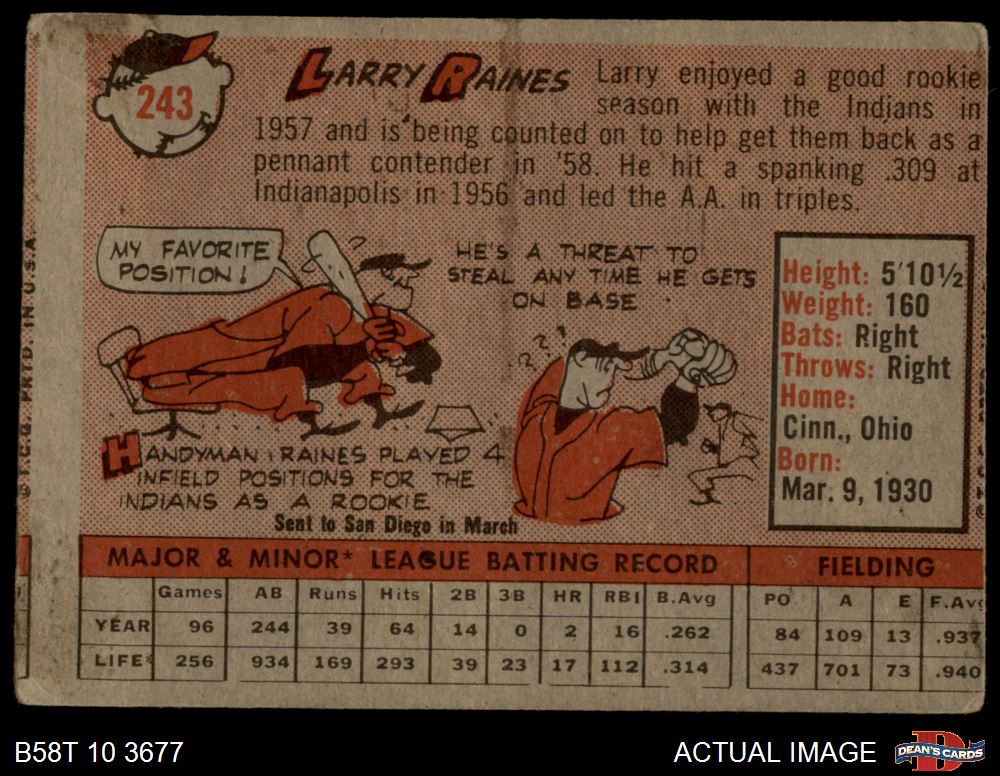 243
LARRY RAINES
Larry enjoyed a good rookie
season with the Indians in
1957 and is being counted on to help get them back as a
pennant contender in '58. He hit a spanking .309 at
Indianapolis in 1956 and led the A.A. in triples.
MY FAVORITE
POSITION!
HE'S A THREAT TO
STEAL ANY TIME HE GETS
ON BASE
? ? ?
HANDYMAN RAINES PLAYED 4
INFIELD POSITIONS FOR THE
INDIANS AS A ROOKIE
Sent to San Diego in March
Height: 5'10½
Weight: 160
Bats: Right
Throws: Right
Home:
Cinn., Ohio
Born:
Mar. 9, 1930
©T.C.G. PRTD. IN U.S.A.
MAJOR & MINOR* LEAGUE BATTING RECORD FIELDING
Games AB Runs Hits 2B 3B HR RBI B.Avg PO A E F.Avg
YEAR 96 244 39 64 14 0 2 16 .262 84 109 13 .937
LIFE* 256 934 169 293 39 23 17 112 .314 437 701 73 .940
B58T 10 3677
ACTUAL IMAGE
DEAN'S CARDS